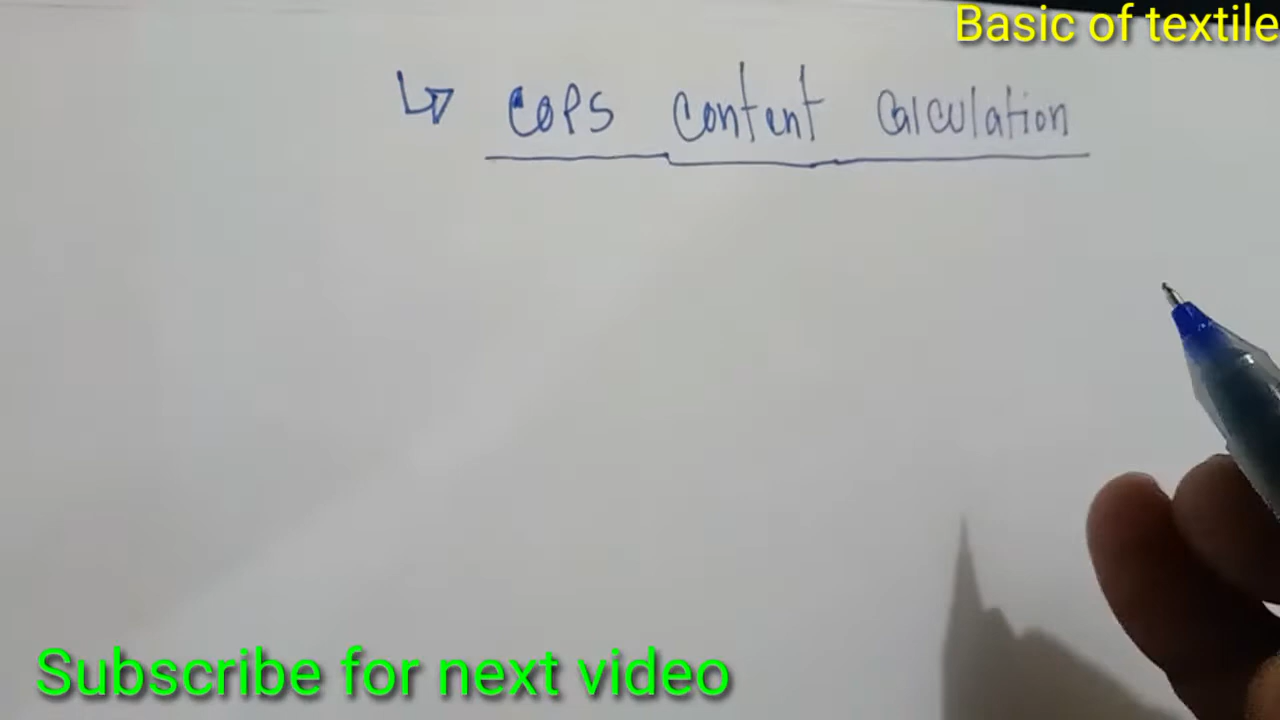 Basic of textile
COPS Content Calculation
Subscribe for next video